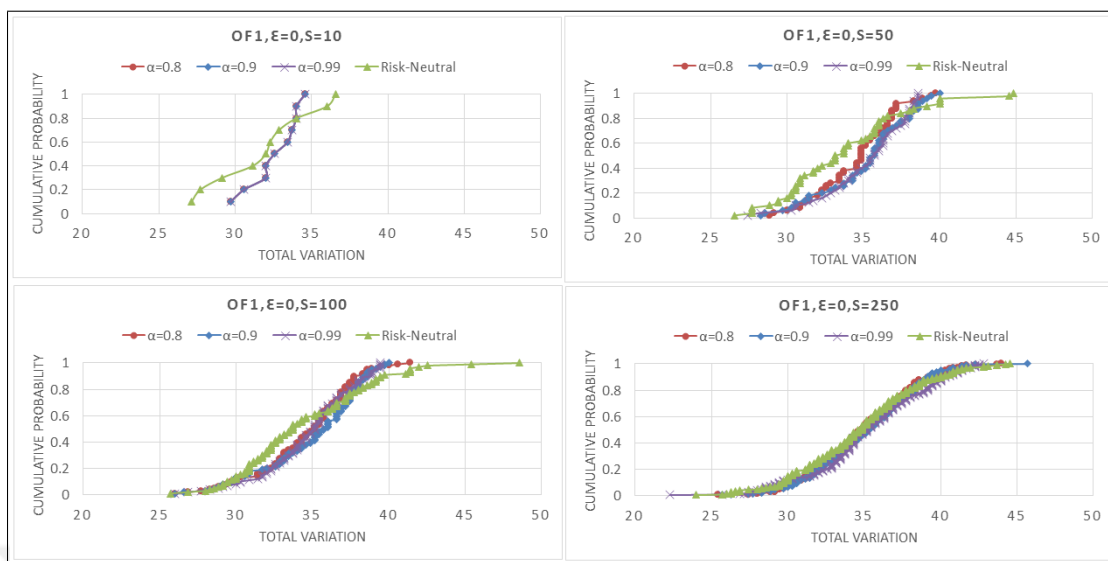 OF1,Ɛ=0,S=10
α=0.8 α=0.9 α=0.99 Risk-Neutral
CUMULATIVE PROBABILITY
1
0.8
0.6
0.4
0.2
0
20 25 30 35 40 45 50
TOTAL VARIATION
OF1,Ɛ=0,S=50
α=0.8 α=0.9 α=0.99 Risk-Neutral
CUMULATIVE PROBABILITY
1
0.8
0.6
0.4
0.2
0
20 25 30 35 40 45 50
TOTAL VARIATION
OF1,Ɛ=0,S=100
α=0.8 α=0.9 α=0.99 Risk-Neutral
CUMULATIVE PROBABILITY
1
0.8
0.6
0.4
0.2
0
20 25 30 35 40 45 50
TOTAL VARIATION
OF1,Ɛ=0,S=250
α=0.8 α=0.9 α=0.99 Risk-Neutral
CUMULATIVE PROBABILITY
1
0.8
0.6
0.4
0.2
0
20 25 30 35 40 45 50
TOTAL VARIATION